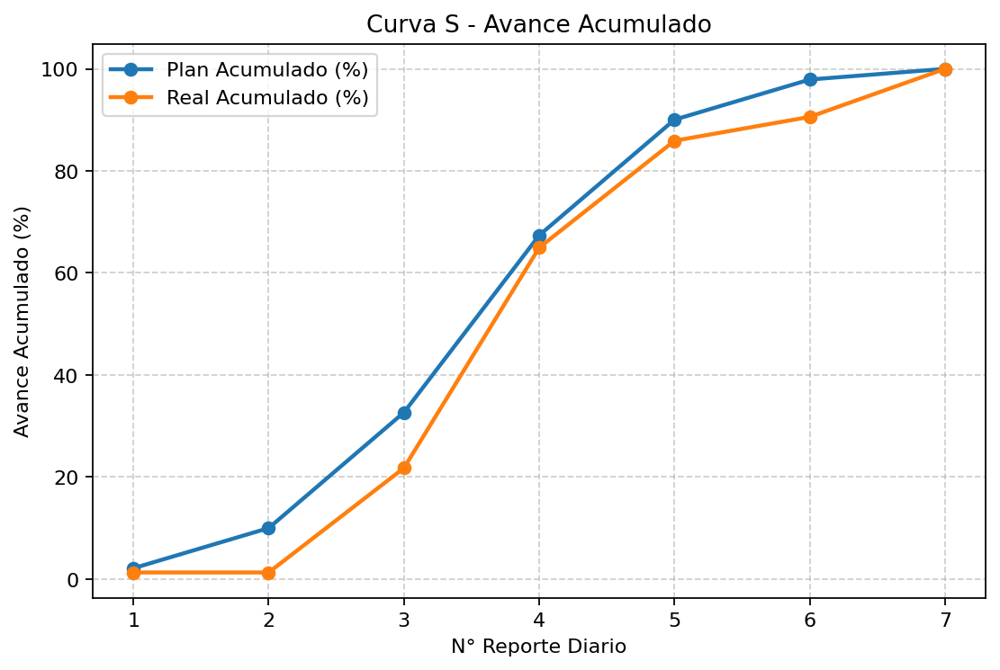 Curva S - Avance Acumulado
Plan Acumulado (%)
Real Acumulado (%)
100
80
60
40
20
0
Avance Acumulado (%)
1 2 3 4 5 6 7
N° Reporte Diario